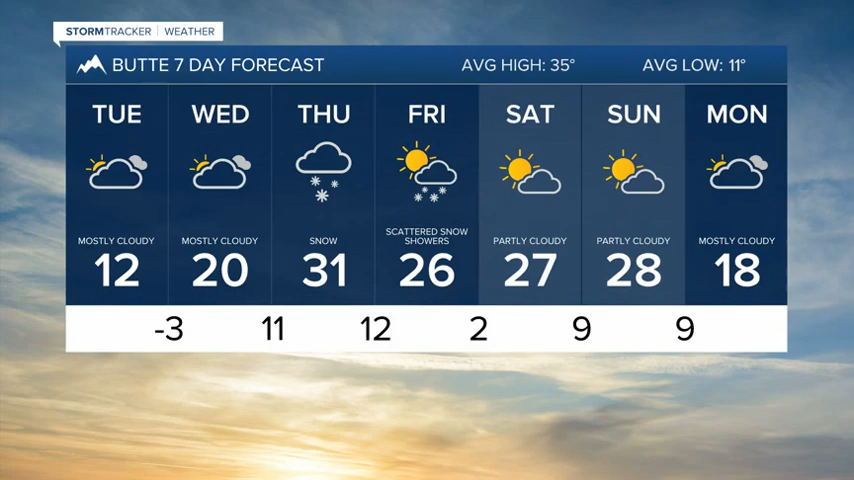 STORMTRACKER | WEATHER
BUTTE 7 DAY FORECAST AVG HIGH: 35° AVG LOW: 11°
TUE WED THU FRI SAT SUN MON
MOSTLY CLOUDY MOSTLY CLOUDY SNOW SCATTERED SNOW SHOWERS PARTLY CLOUDY PARTLY CLOUDY MOSTLY CLOUDY
12 20 31 26 27 28 18
-3 11 12 2 9 9